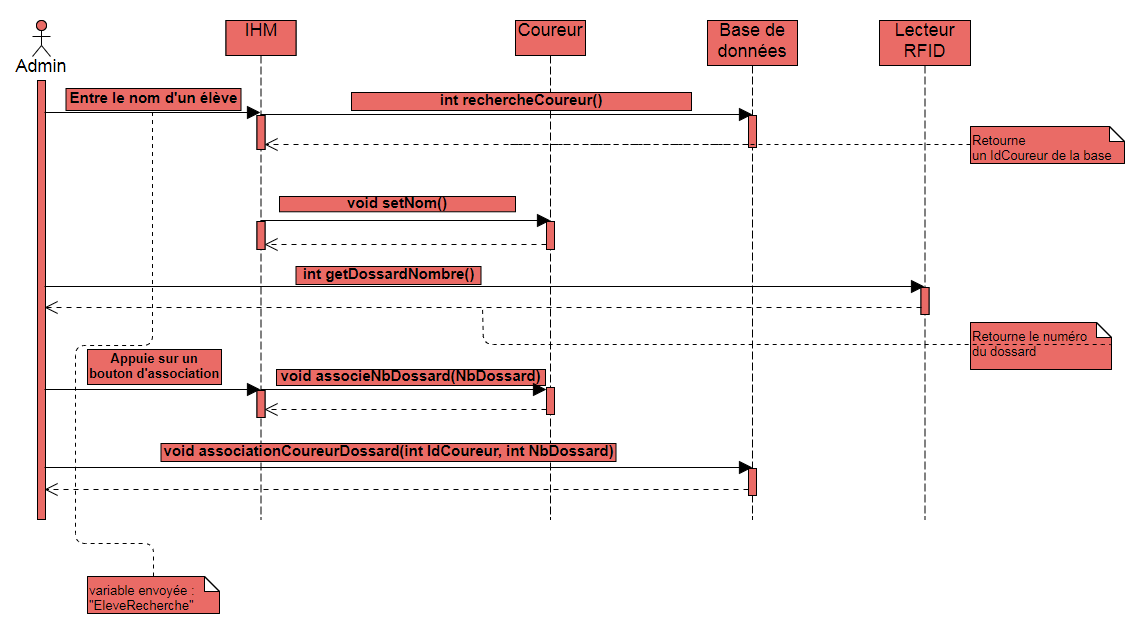 IHM
Coureur
Base de
données
Lecteur
RFID
Admin
Entre le nom d'un élève
int rechercheCoureur()
Retourne
un IdCoureur de la base
void setNom()
int getDossardNombre()
Retourne le numéro
du dossard
Appuie sur un
bouton d'association
void associeNbDossard(NbDossard)
void associationCoureurDossard(int IdCoureur, int NbDossard)
variable envoyée :
"EleveRecherche"